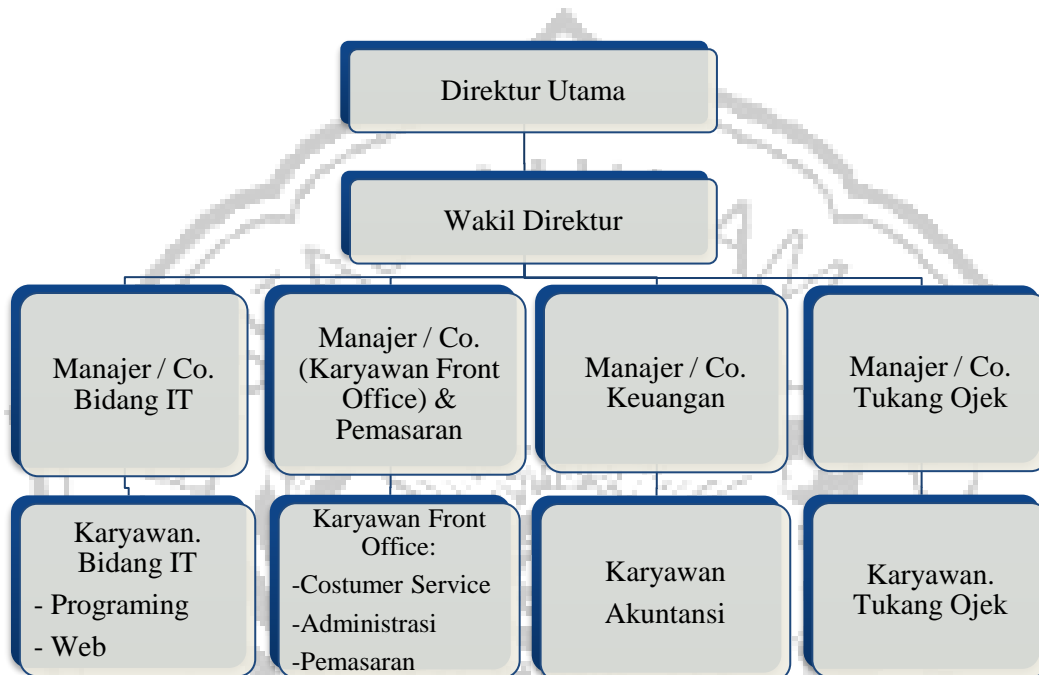 Direktur Utama
Wakil Direktur
Manajer / Co.
Bidang IT
Manajer / Co.
(Karyawan Front
Office) &
Pemasaran
Manajer / Co.
Keuangan
Manajer / Co.
Tukang Ojek
Karyawan.
Bidang IT
- Programing
- Web
Karyawan Front
Office:
-Costumer Service
-Administrasi
-Pemasaran
Karyawan
Akuntansi
Karyawan.
Tukang Ojek